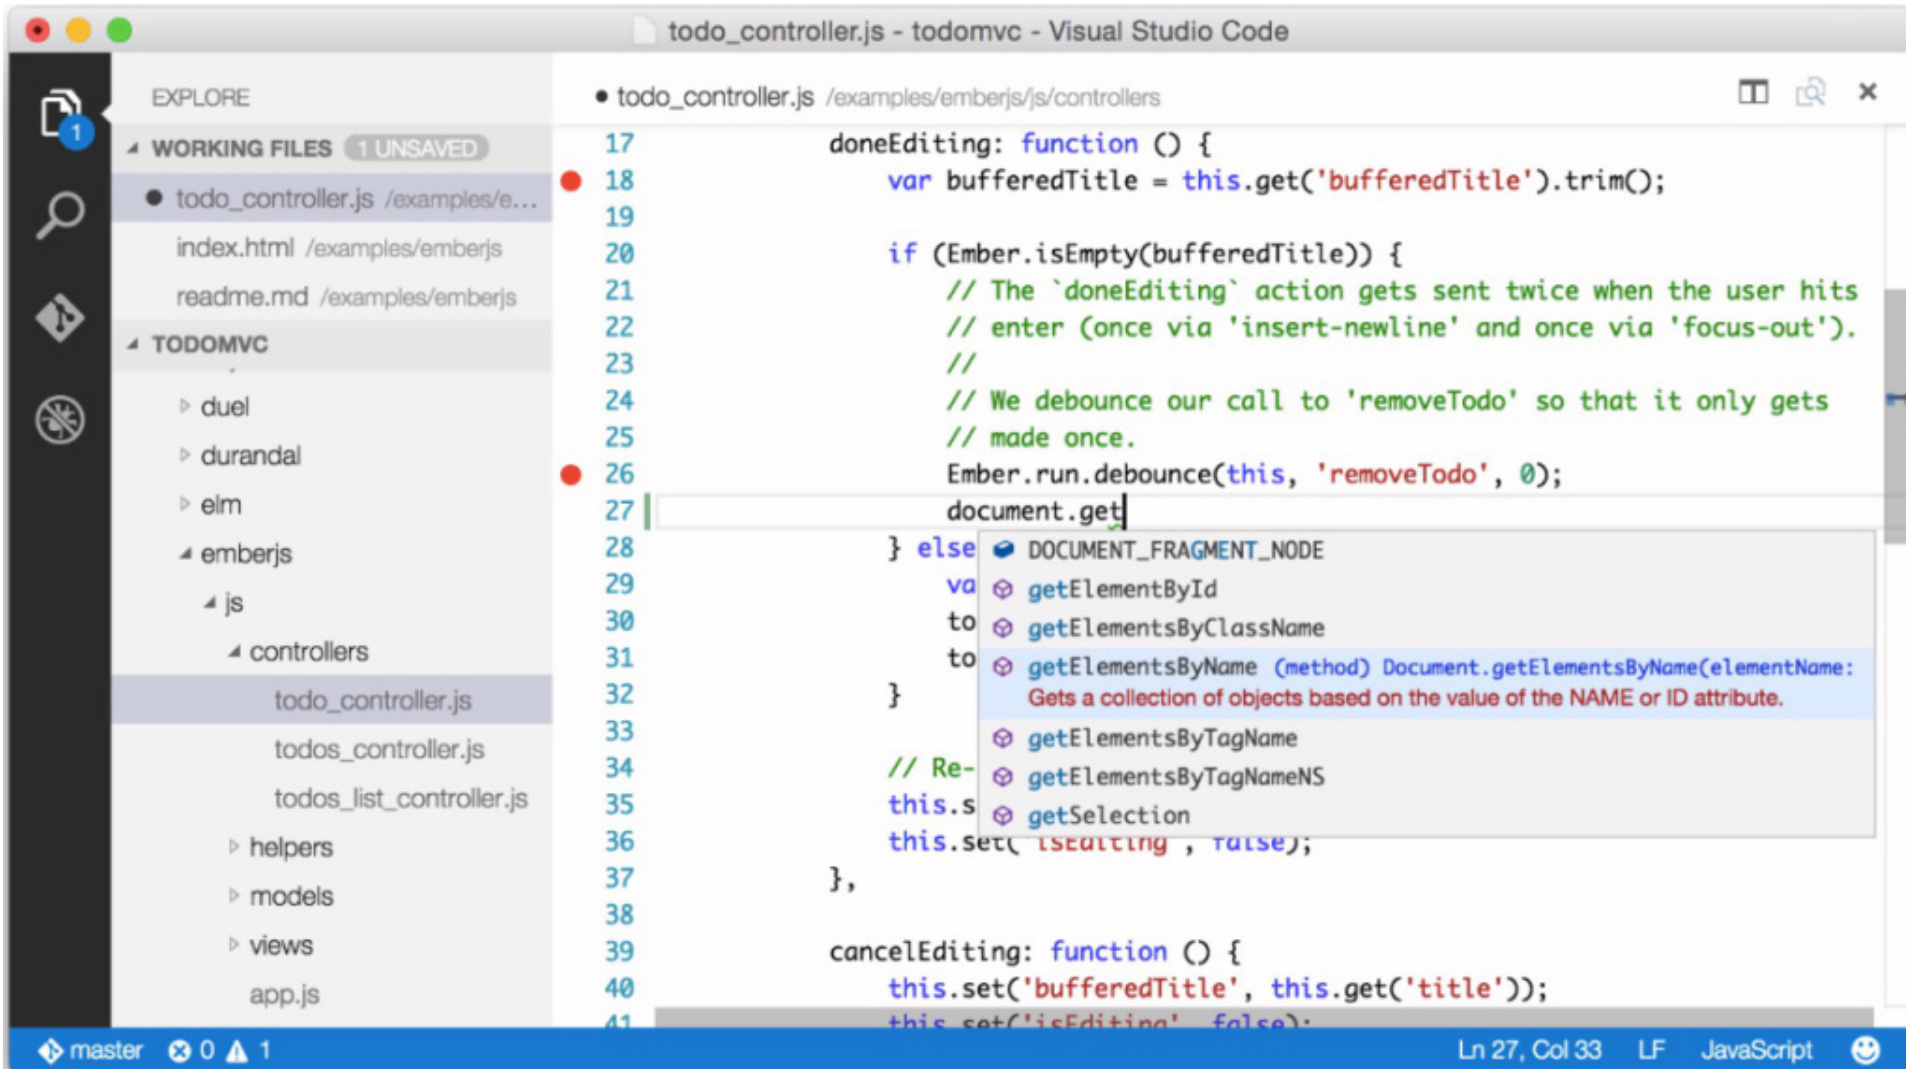 todo_controller.js - todomvc - Visual Studio Code
EXPLORE
1
WORKING FILES 1 UNSAVED
todo_controller.js /examples/e...
index.html /examples/emberjs
readme.md /examples/emberjs
TODOMVC
duel
durandal
elm
emberjs
js
controllers
todo_controller.js
todos_controller.js
todos_list_controller.js
helpers
models
views
app.js
todo_controller.js /examples/emberjs/js/controllers
17 doneEditing: function () {
18 var bufferedTitle = this.get('bufferedTitle').trim();
19
20 if (Ember.isEmpty(bufferedTitle)) {
21 // The `doneEditing` action gets sent twice when the user hits
22 // enter (once via 'insert-newline' and once via 'focus-out').
23 //
24 // We debounce our call to 'removeTodo' so that it only gets
25 // made once.
26 Ember.run.debounce(this, 'removeTodo', 0);
27 document.get
28 } else
29 va
30 to
31 to
32 }
33
34 // Re-
35 this.s
36 this.set('isEditing', false);
37 },
38
39 cancelEditing: function () {
40 this.set('bufferedTitle', this.get('title'));
41 this.set('isEditing', false);
DOCUMENT_FRAGMENT_NODE
getElementById
getElementsByClassName
getElementsByName (method) Document.getElementsByName(elementName:
Gets a collection of objects based on the value of the NAME or ID attribute.
getElementsByTagName
getElementsByTagNameNS
getSelection
master 0 1
Ln 27, Col 33 LF JavaScript